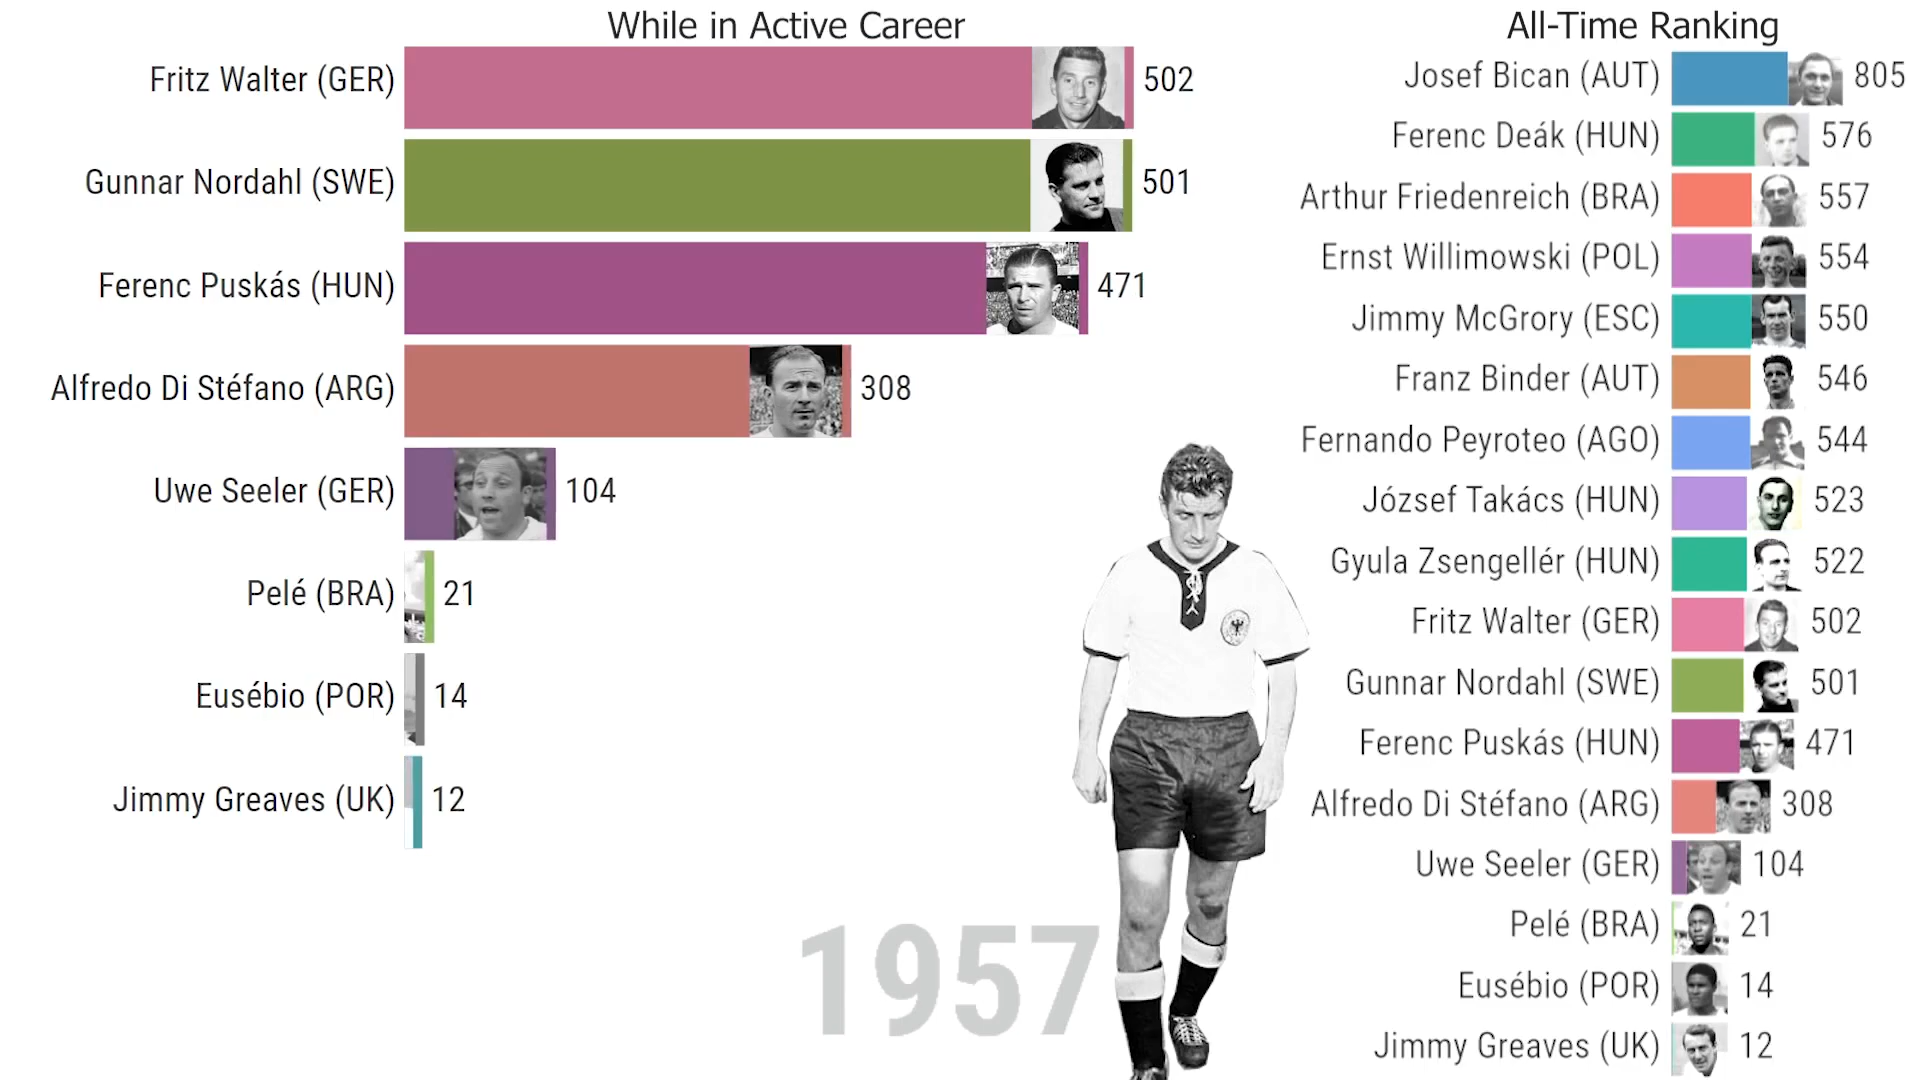 While in Active Career
Fritz Walter (GER) 502
Gunnar Nordahl (SWE) 501
Ferenc Puskás (HUN) 471
Alfredo Di Stéfano (ARG) 308
Uwe Seeler (GER) 104
Pelé (BRA) 21
Eusébio (POR) 14
Jimmy Greaves (UK) 12
1957
All-Time Ranking
Josef Bican (AUT) 805
Ferenc Deák (HUN) 576
Arthur Friedenreich (BRA) 557
Ernst Willimowski (POL) 554
Jimmy McGrory (ESC) 550
Franz Binder (AUT) 546
Fernando Peyroteo (AGO) 544
József Takács (HUN) 523
Gyula Zsengellér (HUN) 522
Fritz Walter (GER) 502
Gunnar Nordahl (SWE) 501
Ferenc Puskás (HUN) 471
Alfredo Di Stéfano (ARG) 308
Uwe Seeler (GER) 104
Pelé (BRA) 21
Eusébio (POR) 14
Jimmy Greaves (UK) 12